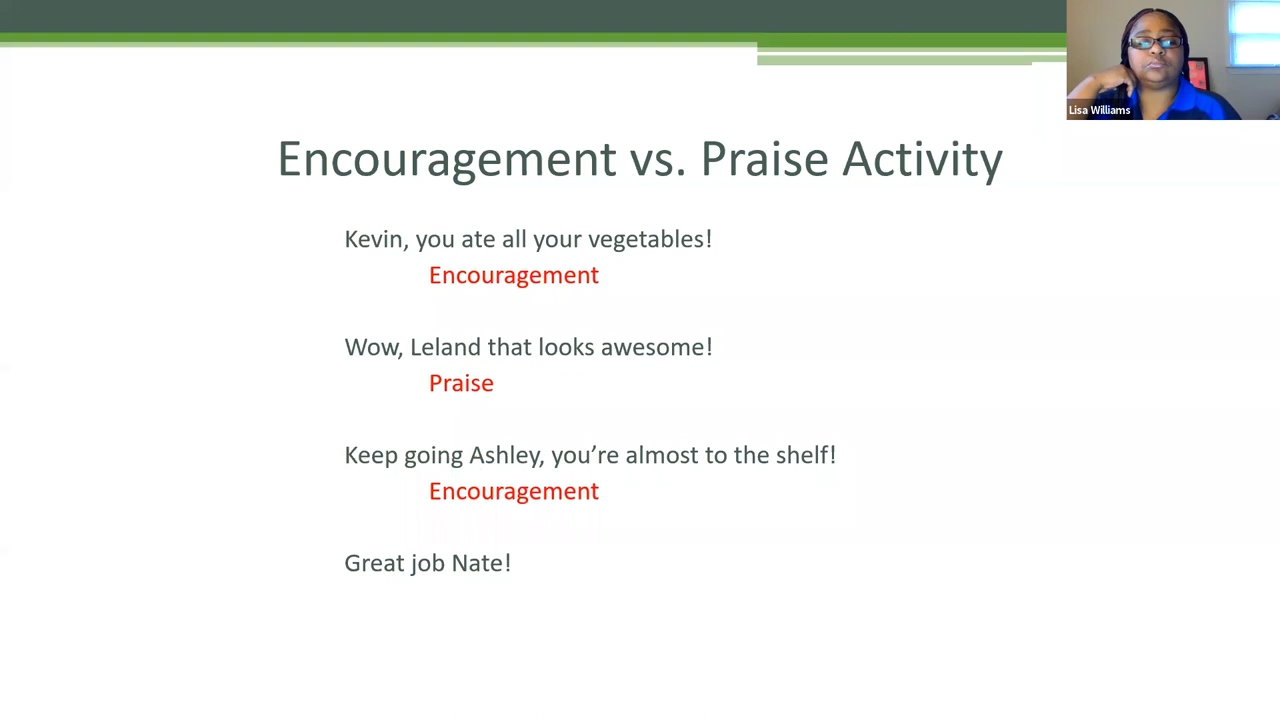 Lisa Williams
Encouragement vs. Praise Activity
Kevin, you ate all your vegetables!
Encouragement
Wow, Leland that looks awesome!
Praise
Keep going Ashley, you’re almost to the shelf!
Encouragement
Great job Nate!